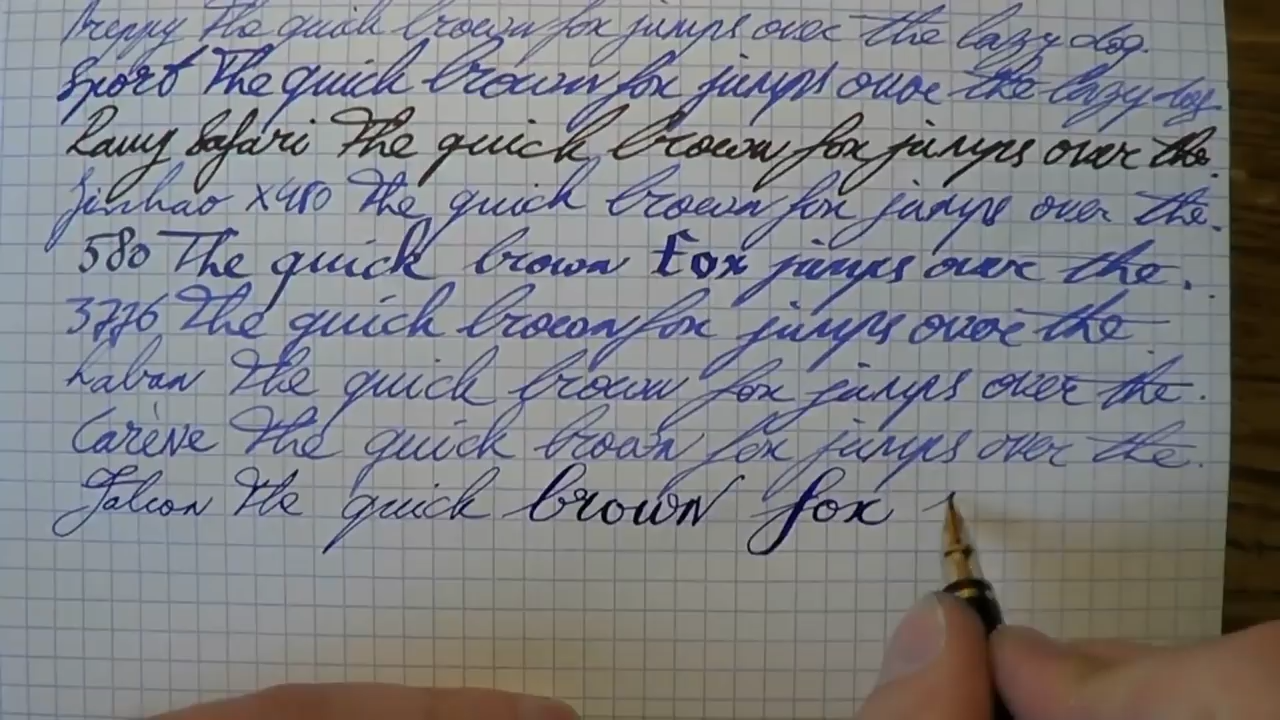 Preppy The quick brown fox jumps over the lazy dog.
Sport The quick brown fox jumps over the lazy dog.
Lamy Safari The quick brown fox jumps over the.
Jinhao x450 The quick brown fox jumps over the.
580 The quick brown fox jumps over the.
3776 The quick brown fox jumps over the
Laban The quick brown fox jumps over the.
Carène The quick brown fox jumps over the.
Falcon The quick brown fox